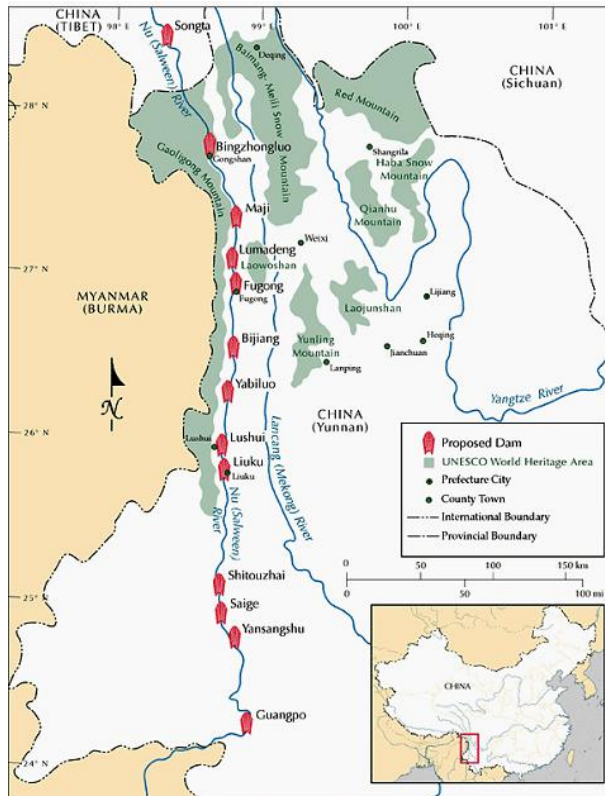 CHINA
(TIBET)
98° E
99° E
100° E
101° E
Songta
Nu (Salween) River
Deqing
Baimang- Meili Snow
Mountain
CHINA
(Sichuan)
28° N
Red Mountain
Bingzhongluo
Gongshan
Shangrila
Haba Snow
Mountain
Gaoligong Mountain
Qianhu
Mountain
Maji
Weixi
Lumadeng
Laowoshan
27° N
Fugong
Fugong
Lijiang
Laojunshan
MYANMAR
(BURMA)
Bijiang
Yunling
Mountain
Heqing
Jianchuan
Lanping
Yabiluo
Yangtze River
N
26° N
CHINA
(Yunnan)
Lancang (Mekong) River
Lushui
Lushui
Liuku
Liuku
Nu (Salween)
River
Proposed Dam
UNESCO World Heritage Area
Prefecture City
County Town
International Boundary
Provincial Boundary
0 50 100 150 km
0 50 100 mi
25° N
Shitouzhai
Saige
Yansangshu
Guangpo
24° N
CHINA